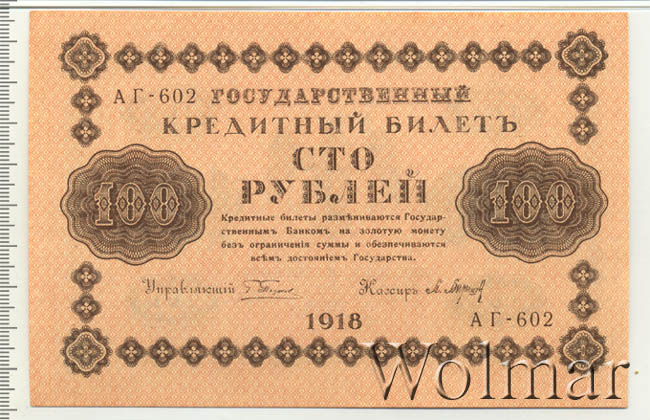 АГ-602 ГОСУДАРСТВЕННЫЙ
КРЕДИТНЫЙ БИЛЕТЪ
СТО
РУБЛЕЙ
100 100
Кредитные билеты размѣниваются Государ-
ственнымъ Банкомъ на золотую монету
безъ ограниченія суммы и обезпечиваются
всѣмъ достояніемъ Государства.
Управляющій Кассиръ
1918 АГ-602
Wolmar